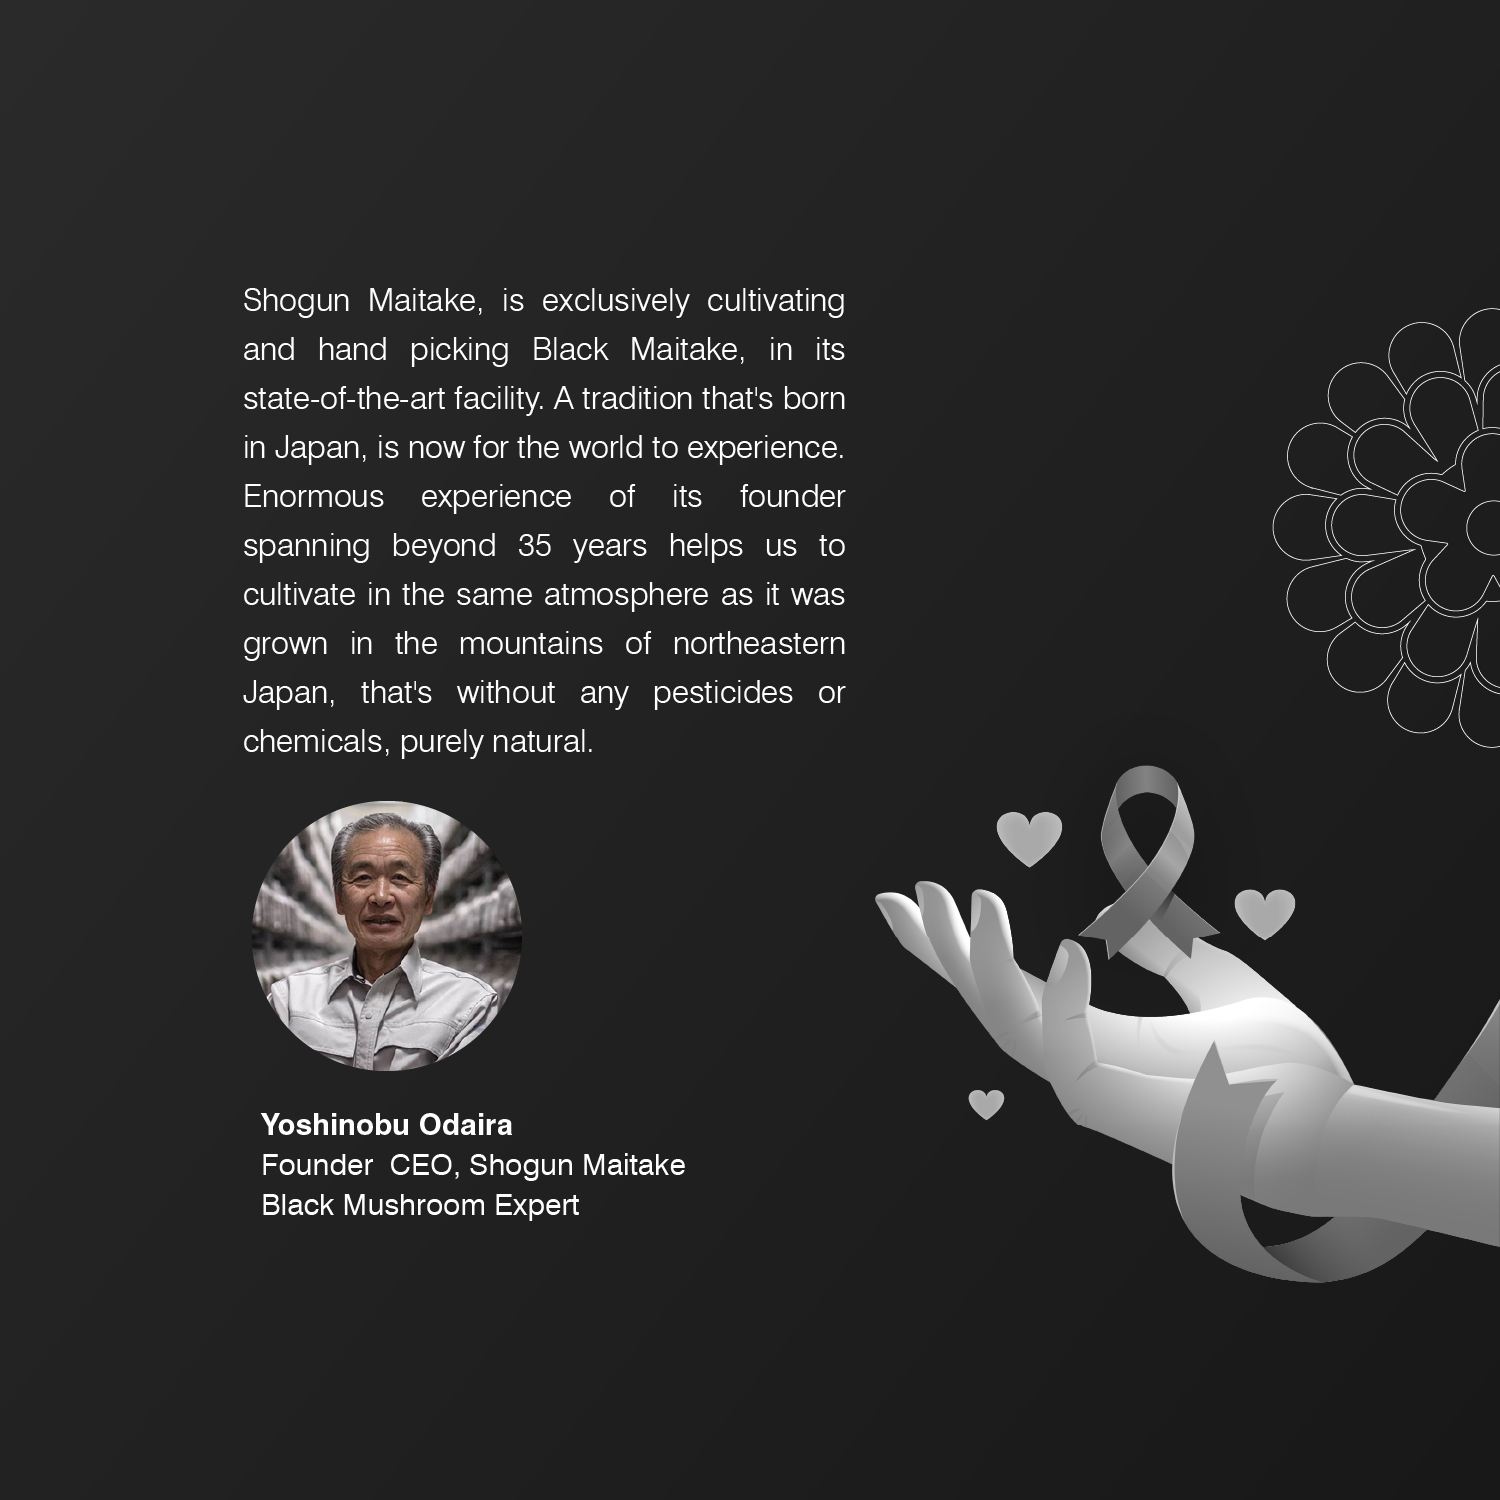 Shogun Maitake, is exclusively cultivating
and hand picking Black Maitake, in its
state-of-the-art facility. A tradition that's born
in Japan, is now for the world to experience.
Enormous experience of its founder
spanning beyond 35 years helps us to
cultivate in the same atmosphere as it was
grown in the mountains of northeastern
Japan, that's without any pesticides or
chemicals, purely natural.
Yoshinobu Odaira
Founder  CEO, Shogun Maitake
Black Mushroom Expert